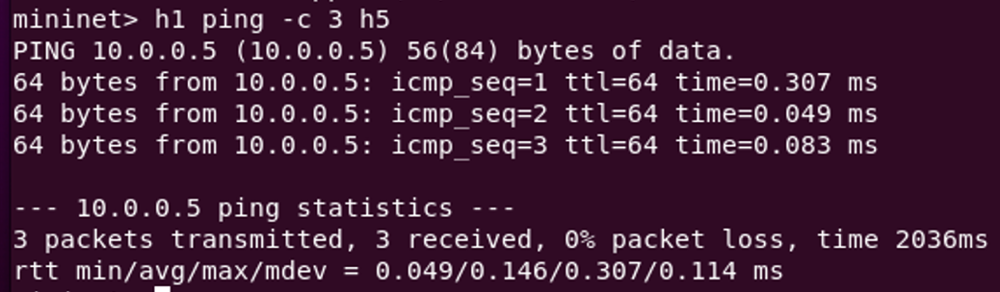 mininet> h1 ping -c 3 h5
PING 10.0.0.5 (10.0.0.5) 56(84) bytes of data.
64 bytes from 10.0.0.5: icmp_seq=1 ttl=64 time=0.307 ms
64 bytes from 10.0.0.5: icmp_seq=2 ttl=64 time=0.049 ms
64 bytes from 10.0.0.5: icmp_seq=3 ttl=64 time=0.083 ms
--- 10.0.0.5 ping statistics ---
3 packets transmitted, 3 received, 0% packet loss, time 2036ms
rtt min/avg/max/mdev = 0.049/0.146/0.307/0.114 ms